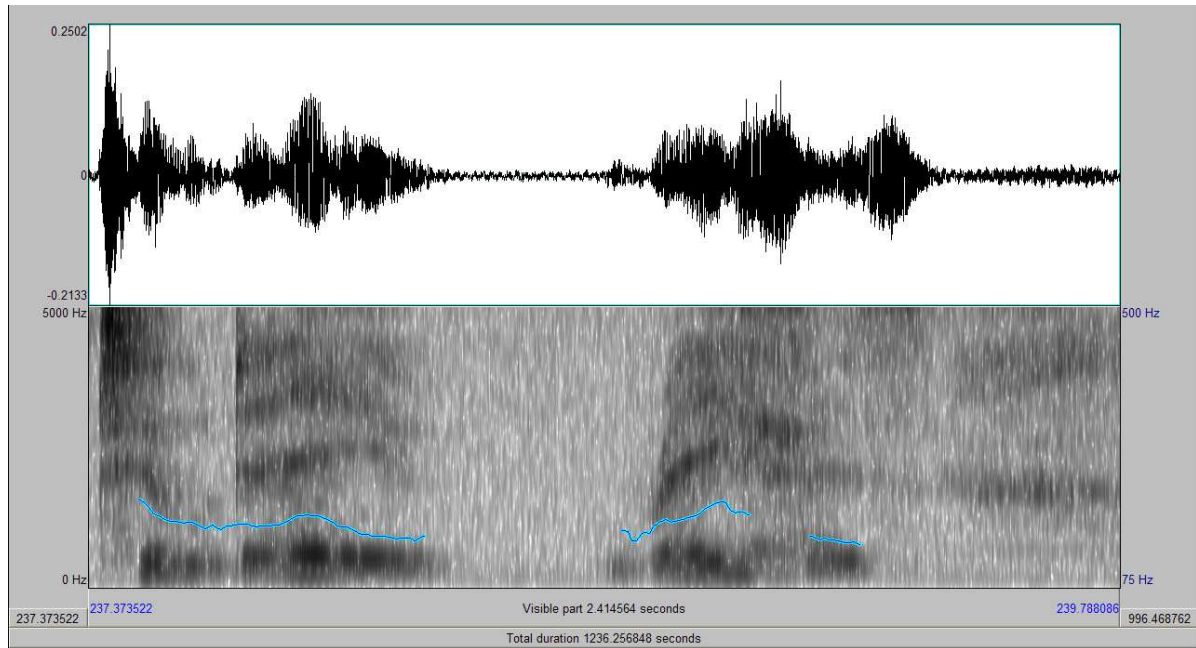 0.2502
0
-0.2133
5000 Hz
500 Hz
0 Hz
75 Hz
237.373522
Visible part 2.414564 seconds
239.788086
237.373522
996.468762
Total duration 1236.256848 seconds